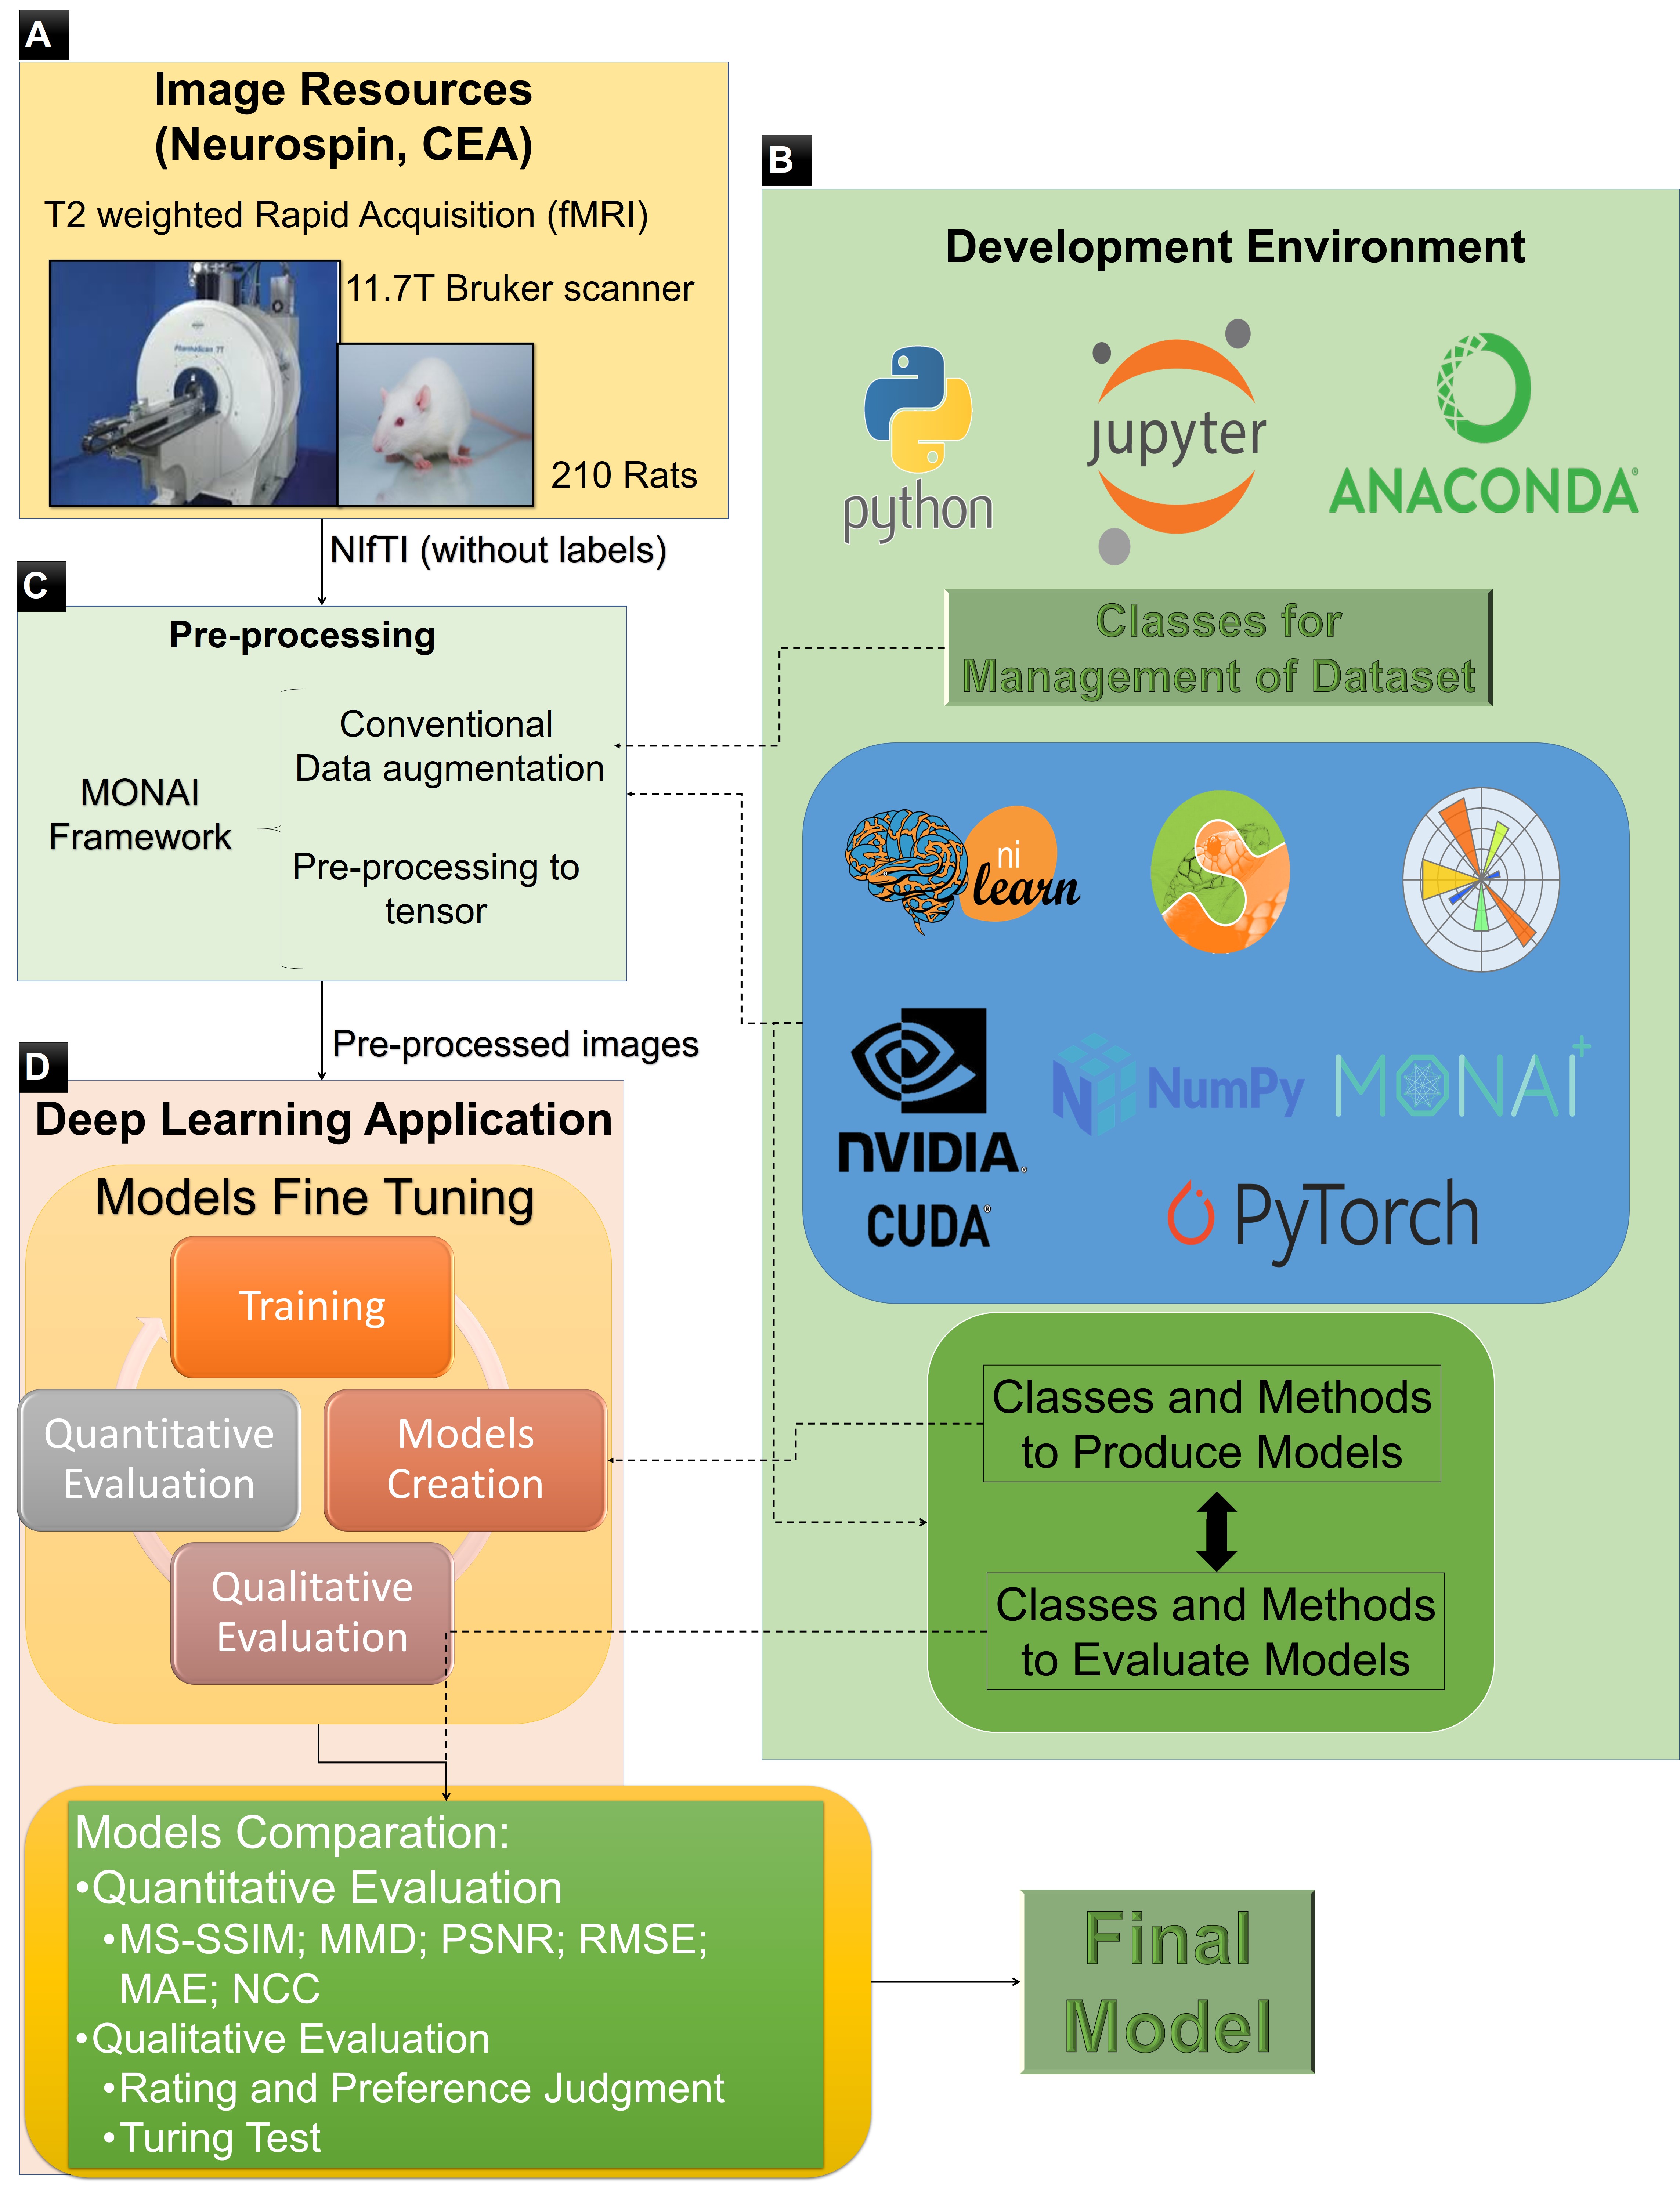 A
Image Resources
(Neurospin, CEA)
T2 weighted Rapid Acquisition (fMRI)
11.7T Bruker scanner
PharmaScan 7T
210 Rats
NIfTI (without labels)
B
Development Environment
python
jupyter
ANACONDA®
Classes for
Management of Dataset
C
Pre-processing
MONAI
Framework
Conventional
Data augmentation
Pre-processing to
tensor
ni
learn
NVIDIA®
CUDA®
NumPy
MONAI+
PyTorch
Classes and Methods
to Produce Models
Classes and Methods
to Evaluate Models
Pre-processed images
D
Deep Learning Application
Models Fine Tuning
Training
Quantitative
Evaluation
Models
Creation
Qualitative
Evaluation
Models Comparation:
•Quantitative Evaluation
•MS-SSIM; MMD; PSNR; RMSE;
MAE; NCC
•Qualitative Evaluation
•Rating and Preference Judgment
•Turing Test
Final
Model